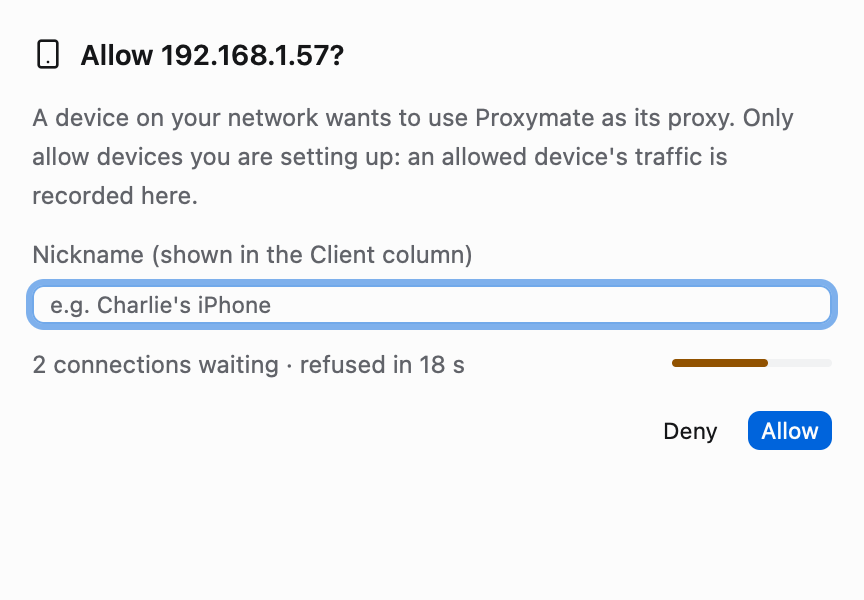 Allow 192.168.1.57?
A device on your network wants to use Proxymate as its proxy. Only
allow devices you are setting up: an allowed device's traffic is
recorded here.
Nickname (shown in the Client column)
e.g. Charlie's iPhone
2 connections waiting · refused in 18 s
Deny Allow